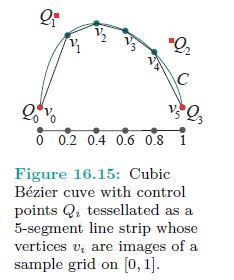 Q₁
v₁
v₂
v₃
Q₂
v₄
C
Q₀ v₀
v₅ Q₃
0 0.2 0.4 0.6 0.8 1
Figure 16.15: Cubic
Bézier cuve with control
points Qᵢ tessellated as a
5-segment line strip whose
vertices vᵢ are images of a
sample grid on [0, 1].